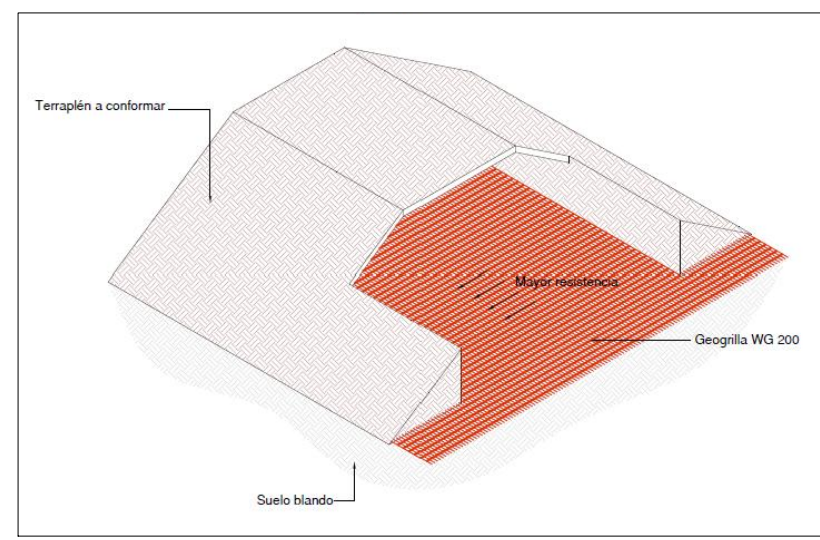 Terraplén a conformar
Mayor resistencia
Geogrilla WG 200
Suelo blando